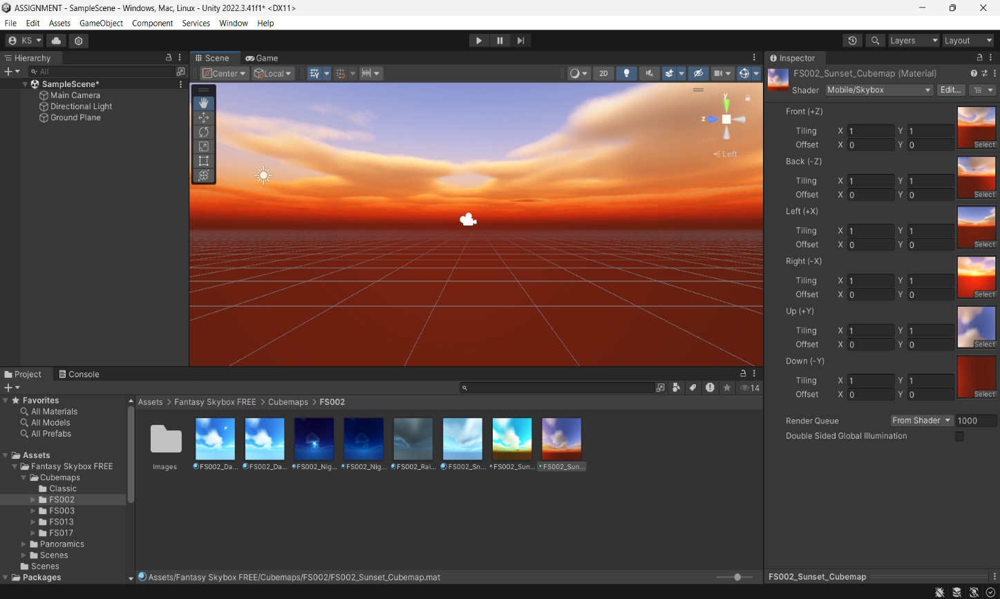 ASSIGNMENT - SampleScene - Windows, Mac, Linux - Unity 2022.3.41f1* <DX11>
File Edit Assets GameObject Component Services Window Help
KS Layers Layout
Hierarchy
All
SampleScene*
Main Camera
Directional Light
Ground Plane
Scene Game
Center Local 2D
y
z
Left
Inspector
FS002_Sunset_Cubemap (Material)
Shader Mobile/Skybox Edit...
Front (+Z)
Tiling X 1 Y 1
Offset X 0 Y 0 Select
Back (-Z)
Tiling X 1 Y 1
Offset X 0 Y 0 Select
Left (+X)
Tiling X 1 Y 1
Offset X 0 Y 0 Select
Right (-X)
Tiling X 1 Y 1
Offset X 0 Y 0 Select
Up (+Y)
Tiling X 1 Y 1
Offset X 0 Y 0 Select
Down (-Y)
Tiling X 1 Y 1
Offset X 0 Y 0 Select
Render Queue From Shader 1000
Double Sided Global Illumination
FS002_Sunset_Cubemap
Project Console
14
Favorites
All Materials
All Models
All Prefabs
Assets
Fantasy Skybox FREE
Cubemaps
Classic
FS002
FS003
FS013
FS017
Panoramics
Scenes
Scenes
Packages
Assets > Fantasy Skybox FREE > Cubemaps > FS002
Images FS002_Da... FS002_Da... FS002_Nig... FS002_Nig... FS002_Rai... FS002_Sn... FS002_Sun... FS002_Sun...
Assets/Fantasy Skybox FREE/Cubemaps/FS002/FS002_Sunset_Cubemap.mat